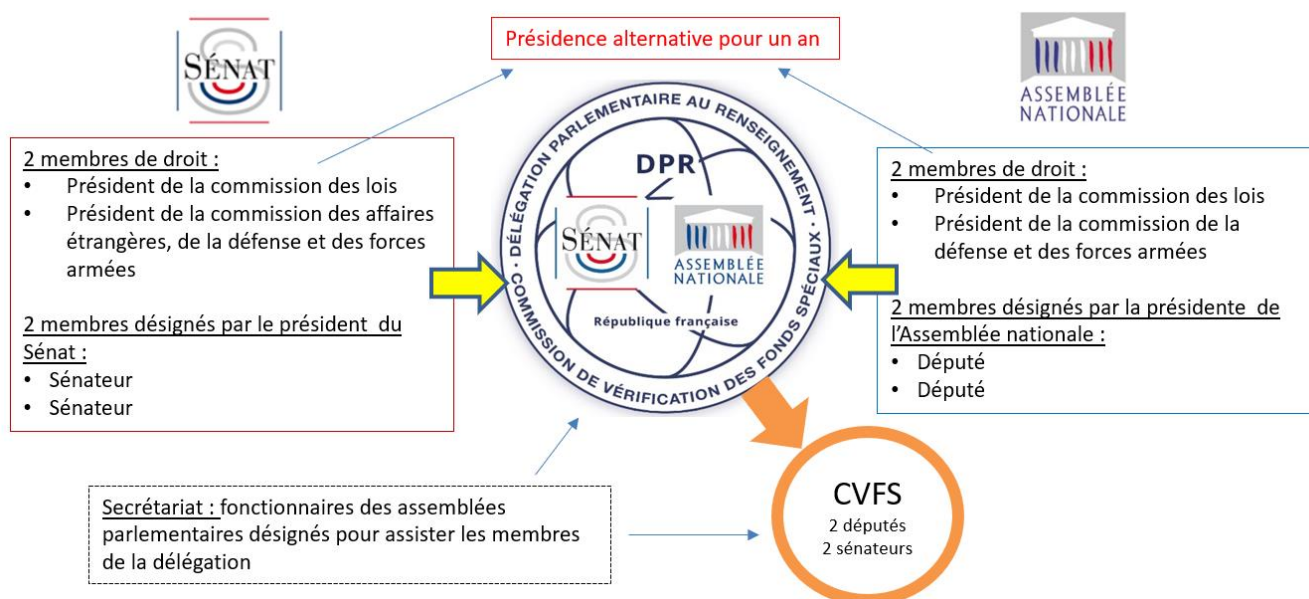 SÉNAT
Présidence alternative pour un an
ASSEMBLÉE
NATIONALE
2 membres de droit :
• Président de la commission des lois
• Président de la commission des affaires
étrangères, de la défense et des forces
armées
2 membres désignés par le président du
Sénat :
• Sénateur
• Sénateur
· DÉLÉGATION PARLEMENTAIRE AU RENSEIGNEMENT ·
COMMISSION DE VÉRIFICATION DES FONDS SPÉCIAUX
DPR
SÉNAT
ASSEMBLÉE
NATIONALE
République française
2 membres de droit :
• Président de la commission des lois
• Président de la commission de la
défense et des forces armées
2 membres désignés par la présidente de
l'Assemblée nationale :
• Député
• Député
Secrétariat : fonctionnaires des assemblées
parlementaires désignés pour assister les membres
de la délégation
CVFS
2 députés
2 sénateurs